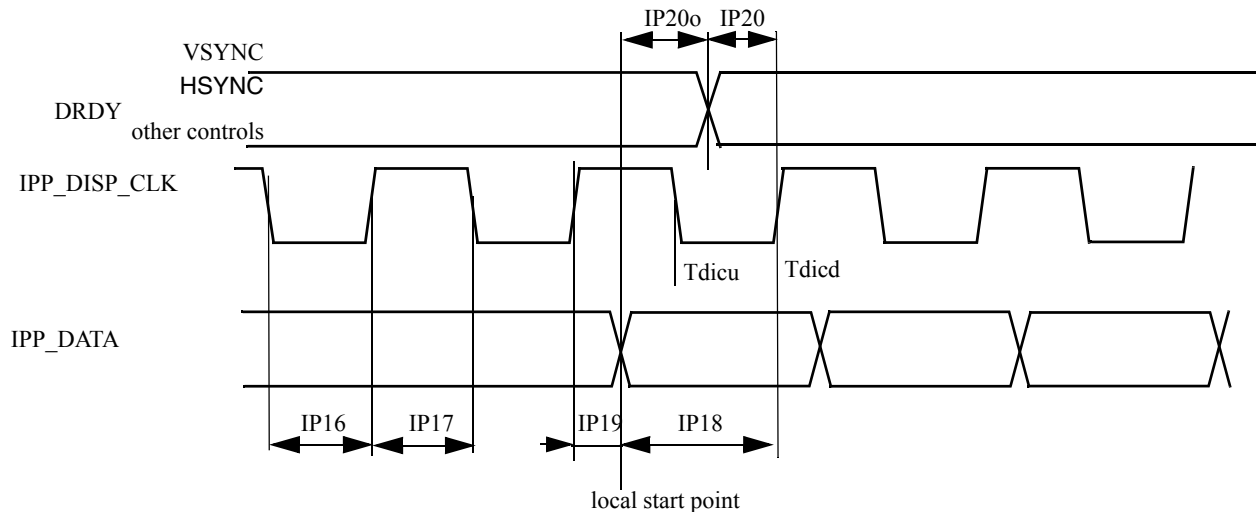 IP20o IP20
VSYNC
HSYNC
DRDY
other controls
IPP_DISP_CLK
Tdicu Tdicd
IPP_DATA
IP16 IP17 IP19 IP18
local start point